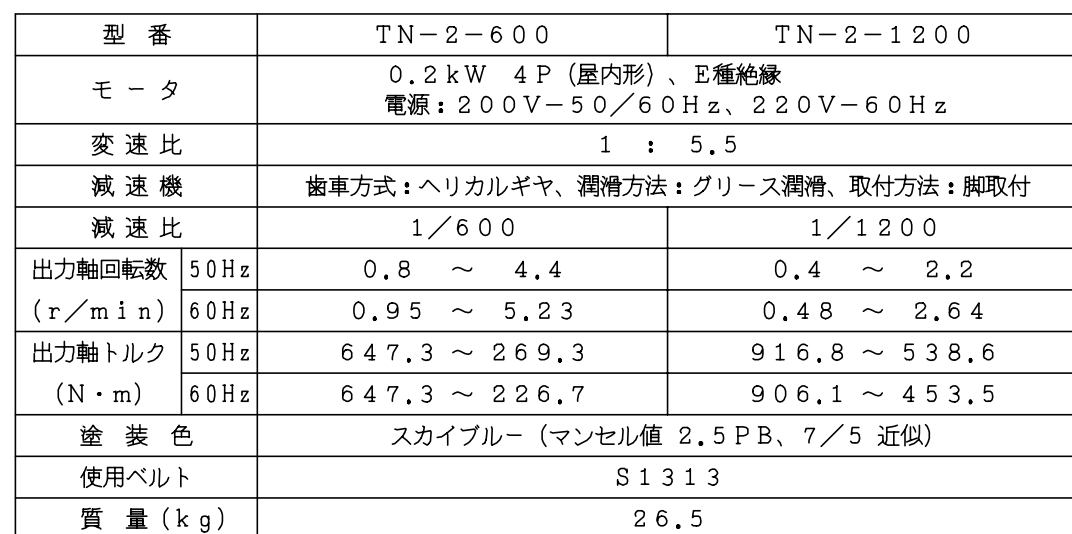 型 番 TN-2-600 TN-2-1200
モータ 0.2kW 4P(屋内形)、E種絶縁
電源:200V-50/60Hz、220V-60Hz
変速比 1 : 5.5
減速機 歯車方式:ヘリカルギヤ、潤滑方法:グリース潤滑、取付方法:脚取付
減速比 1/600 1/1200
出力軸回転数 50Hz 0.8 ~ 4.4 0.4 ~ 2.2
(r/min) 60Hz 0.95 ~ 5.23 0.48 ~ 2.64
出力軸トルク 50Hz 647.3 ~ 269.3 916.8 ~ 538.6
(N・m) 60Hz 647.3 ~ 226.7 906.1 ~ 453.5
塗装色 スカイブルー(マンセル値 2.5PB、7/5 近似)
使用ベルト S1313
質 量(kg) 26.5